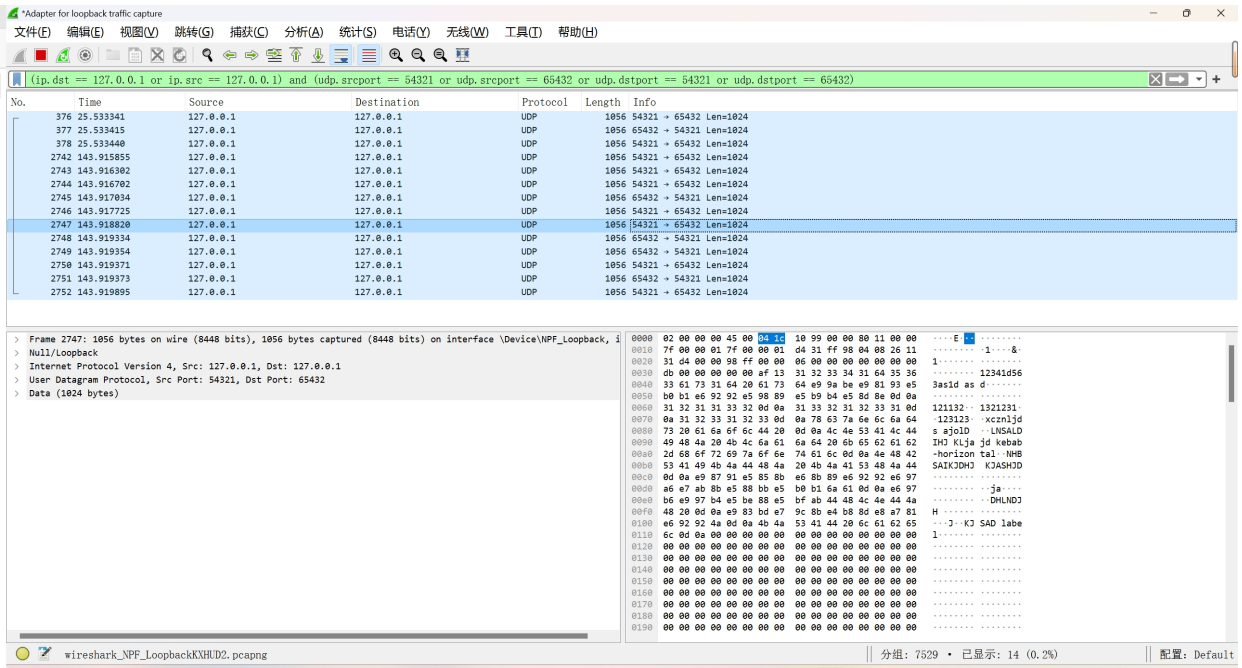 *Adapter for loopback traffic capture
文件(F) 编辑(E) 视图(V) 跳转(G) 捕获(C) 分析(A) 统计(S) 电话(Y) 无线(W) 工具(T) 帮助(H)
(ip.dst == 127.0.0.1 or ip.src == 127.0.0.1) and (udp.srcport == 54321 or udp.srcport == 65432 or udp.dstport == 54321 or udp.dstport == 65432)
No. Time Source Destination Protocol Length Info
376 25.533341 127.0.0.1 127.0.0.1 UDP 1056 54321 → 65432 Len=1024
377 25.533415 127.0.0.1 127.0.0.1 UDP 1056 65432 → 54321 Len=1024
378 25.533440 127.0.0.1 127.0.0.1 UDP 1056 54321 → 65432 Len=1024
2742 143.915855 127.0.0.1 127.0.0.1 UDP 1056 54321 → 65432 Len=1024
2743 143.916302 127.0.0.1 127.0.0.1 UDP 1056 65432 → 54321 Len=1024
2744 143.916702 127.0.0.1 127.0.0.1 UDP 1056 54321 → 65432 Len=1024
2745 143.917034 127.0.0.1 127.0.0.1 UDP 1056 65432 → 54321 Len=1024
2746 143.917725 127.0.0.1 127.0.0.1 UDP 1056 54321 → 65432 Len=1024
2747 143.918820 127.0.0.1 127.0.0.1 UDP 1056 54321 → 65432 Len=1024
2748 143.919334 127.0.0.1 127.0.0.1 UDP 1056 65432 → 54321 Len=1024
2749 143.919354 127.0.0.1 127.0.0.1 UDP 1056 65432 → 54321 Len=1024
2750 143.919371 127.0.0.1 127.0.0.1 UDP 1056 54321 → 65432 Len=1024
2751 143.919373 127.0.0.1 127.0.0.1 UDP 1056 65432 → 54321 Len=1024
2752 143.919895 127.0.0.1 127.0.0.1 UDP 1056 54321 → 65432 Len=1024
Frame 2747: 1056 bytes on wire (8448 bits), 1056 bytes captured (8448 bits) on interface \Device\NPF_Loopback, i
Null/Loopback
Internet Protocol Version 4, Src: 127.0.0.1, Dst: 127.0.0.1
User Datagram Protocol, Src Port: 54321, Dst Port: 65432
Data (1024 bytes)
0000 02 00 00 00 45 00 04 1c 10 99 00 00 80 11 00 00 ····E··· ········
0010 7f 00 00 01 7f 00 00 01 d4 31 ff 98 04 08 26 11 ········ ·1····&·
0020 31 d4 00 00 98 ff 00 00 06 00 00 00 00 00 00 00 1······· ········
0030 db 00 00 00 00 00 af 13 31 32 33 34 31 64 35 36 ········ 12341d56
0040 33 61 73 31 64 20 61 73 64 e9 9a be e9 81 93 e5 3as1d as d·······
0050 b0 b1 e6 92 92 e5 98 89 e5 b9 b4 e5 8d 8e 0d 0a ········ ········
0060 31 32 31 31 33 32 0d 0a 31 33 32 31 32 33 31 0d 121132·· 1321231·
0070 0a 31 32 33 31 32 33 0d 0a 78 63 7a 6e 6c 6a 64 ·123123· ·xcznljd
0080 73 20 61 6a 6f 6c 44 20 0d 0a 4c 4e 53 41 4c 44 s ajolD ··LNSALD
0090 49 48 4a 20 4b 4c 6a 61 6a 64 20 6b 65 62 61 62 IHJ KLja jd kebab
00a0 2d 68 6f 72 69 7a 6f 6e 74 61 6c 0d 0a 4e 48 42 -horizon tal··NHB
00b0 53 41 49 4b 4a 44 48 4a 20 4b 4a 41 53 48 4a 44 SAIKJDHJ KJASHJD
00c0 0d 0a e9 87 91 e5 85 8b e6 8b 89 e6 92 92 e6 97 ········ ········
00d0 a6 e7 ab 8b e5 88 bb e5 b0 b1 6a 61 0d 0a e6 97 ········ ··ja····
00e0 b6 e9 97 b4 e5 be 88 e5 bf ab 44 48 4c 4e 44 4a ········ ··DHLNDJ
00f0 48 20 0d 0a e9 83 bd e7 9c 8b e4 b8 8d e8 a7 81 H ······ ········
0100 e6 92 92 4a 0d 0a 4b 4a 53 41 44 20 6c 61 62 65 ···J··KJ SAD labe
0110 6c 0d 0a 00 00 00 00 00 00 00 00 00 00 00 00 00 l······· ········
0120 00 00 00 00 00 00 00 00 00 00 00 00 00 00 00 00 ········ ········
0130 00 00 00 00 00 00 00 00 00 00 00 00 00 00 00 00 ········ ········
0140 00 00 00 00 00 00 00 00 00 00 00 00 00 00 00 00 ········ ········
0150 00 00 00 00 00 00 00 00 00 00 00 00 00 00 00 00 ········ ········
0160 00 00 00 00 00 00 00 00 00 00 00 00 00 00 00 00 ········ ········
0170 00 00 00 00 00 00 00 00 00 00 00 00 00 00 00 00 ········ ········
0180 00 00 00 00 00 00 00 00 00 00 00 00 00 00 00 00 ········ ········
0190 00 00 00 00 00 00 00 00 00 00 00 00 00 00 00 00 ········ ········
wireshark_NPF_LoopbackKXHUD2.pcapng 分组: 7529 • 已显示: 14 (0.2%) 配置: Default